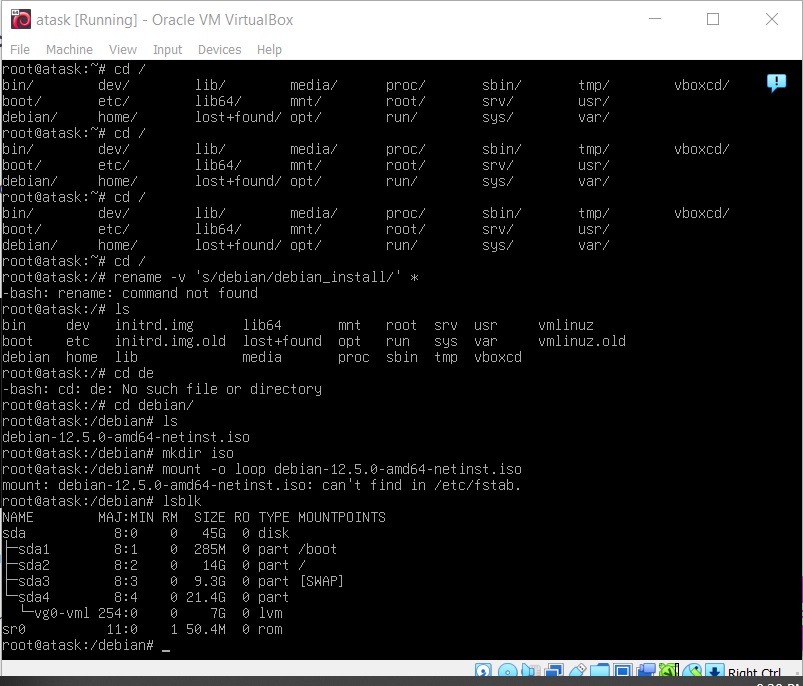 atask [Running] - Oracle VM VirtualBox
File Machine View Input Devices Help
root@atask:~# cd /
bin/ dev/ lib/ media/ proc/ sbin/ tmp/ vboxcd/
boot/ etc/ lib64/ mnt/ root/ srv/ usr/
debian/ home/ lost+found/ opt/ run/ sys/ var/
root@atask:~# cd /
bin/ dev/ lib/ media/ proc/ sbin/ tmp/ vboxcd/
boot/ etc/ lib64/ mnt/ root/ srv/ usr/
debian/ home/ lost+found/ opt/ run/ sys/ var/
root@atask:~# cd /
bin/ dev/ lib/ media/ proc/ sbin/ tmp/ vboxcd/
boot/ etc/ lib64/ mnt/ root/ srv/ usr/
debian/ home/ lost+found/ opt/ run/ sys/ var/
root@atask:~# cd /
root@atask:/# rename -v 's/debian/debian_install/' *
-bash: rename: command not found
root@atask:/# ls
bin dev initrd.img lib64 mnt root srv usr vmlinuz
boot etc initrd.img.old lost+found opt run sys var vmlinuz.old
debian home lib media proc sbin tmp vboxcd
root@atask:/# cd de
-bash: cd: de: No such file or directory
root@atask:/# cd debian/
root@atask:/debian# ls
debian-12.5.0-amd64-netinst.iso
root@atask:/debian# mkdir iso
root@atask:/debian# mount -o loop debian-12.5.0-amd64-netinst.iso
mount: debian-12.5.0-amd64-netinst.iso: can't find in /etc/fstab.
root@atask:/debian# lsblk
NAME MAJ:MIN RM SIZE RO TYPE MOUNTPOINTS
sda 8:0 0 45G 0 disk
├─sda1 8:1 0 285M 0 part /boot
├─sda2 8:2 0 14G 0 part /
├─sda3 8:3 0 9.3G 0 part [SWAP]
└─sda4 8:4 0 21.4G 0 part
└─vg0-vml 254:0 0 7G 0 lvm
sr0 11:0 1 50.4M 0 rom
root@atask:/debian# _
Right Ctrl